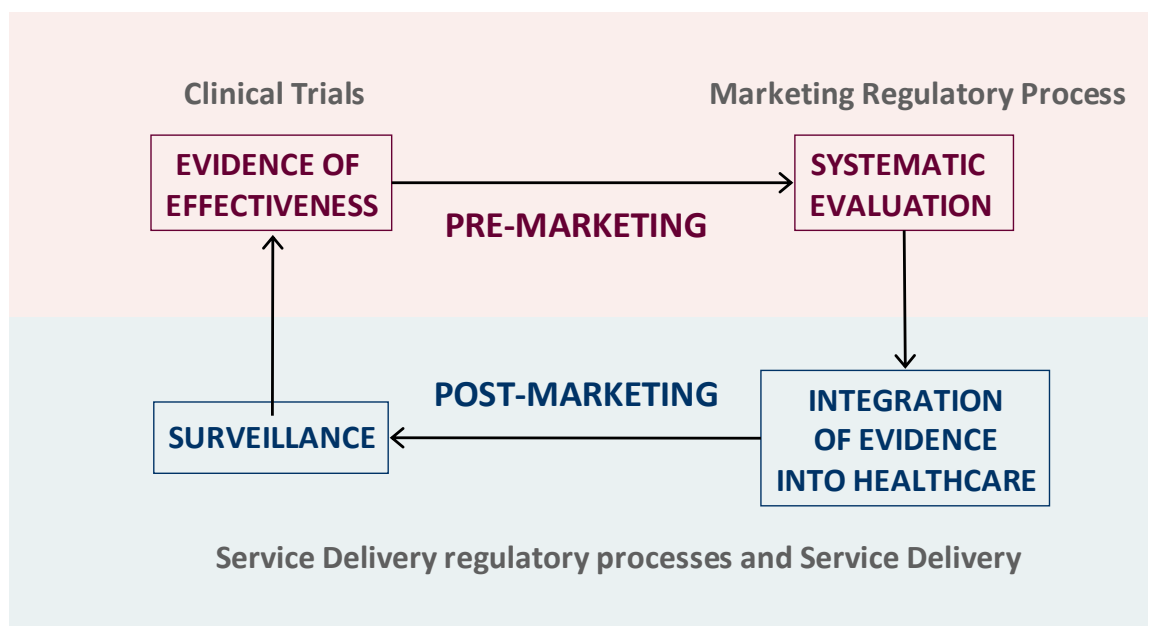 Clinical Trials
Marketing Regulatory Process
EVIDENCE OF
EFFECTIVENESS
SYSTEMATIC
EVALUATION
PRE-MARKETING
POST-MARKETING
SURVEILLANCE
INTEGRATION
OF EVIDENCE
INTO HEALTHCARE
Service Delivery regulatory processes and Service Delivery